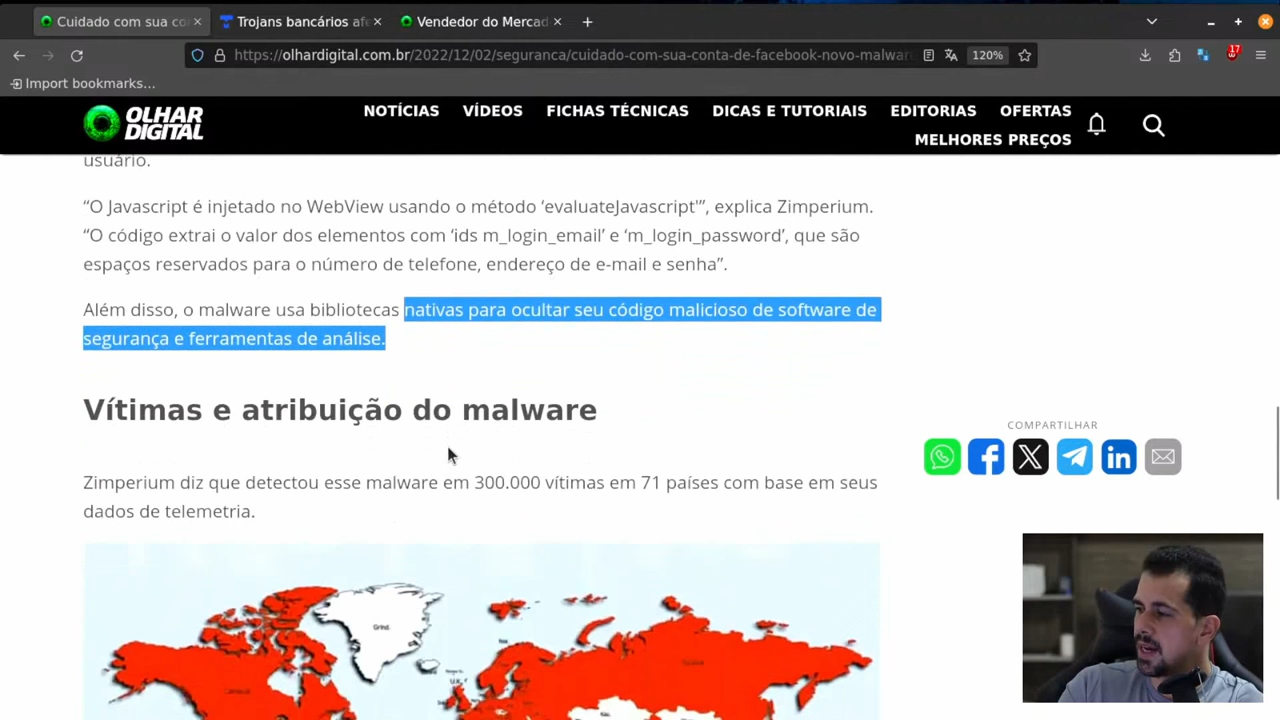 Cuidado com sua co
Trojans bancários afe
Vendedor do Mercad
https://olhardigital.com.br/2022/12/02/seguranca/cuidado-com-sua-conta-de-facebook-novo-malwar
120%
17
Import bookmarks…
OLHAR
DIGITAL
NOTÍCIAS VÍDEOS FICHAS TÉCNICAS DICAS E TUTORIAIS EDITORIAS OFERTAS
MELHORES PREÇOS
usuário.
“O Javascript é injetado no WebView usando o método ‘evaluateJavascript'”, explica Zimperium.
“O código extrai o valor dos elementos com ‘ids m_login_email’ e ‘m_login_password’, que são
espaços reservados para o número de telefone, endereço de e-mail e senha”.
Além disso, o malware usa bibliotecas nativas para ocultar seu código malicioso de software de
segurança e ferramentas de análise.
Vítimas e atribuição do malware
COMPARTILHAR
Zimperium diz que detectou esse malware em 300.000 vítimas em 71 países com base em seus
dados de telemetria.
Grnld.
Canada
U.K.